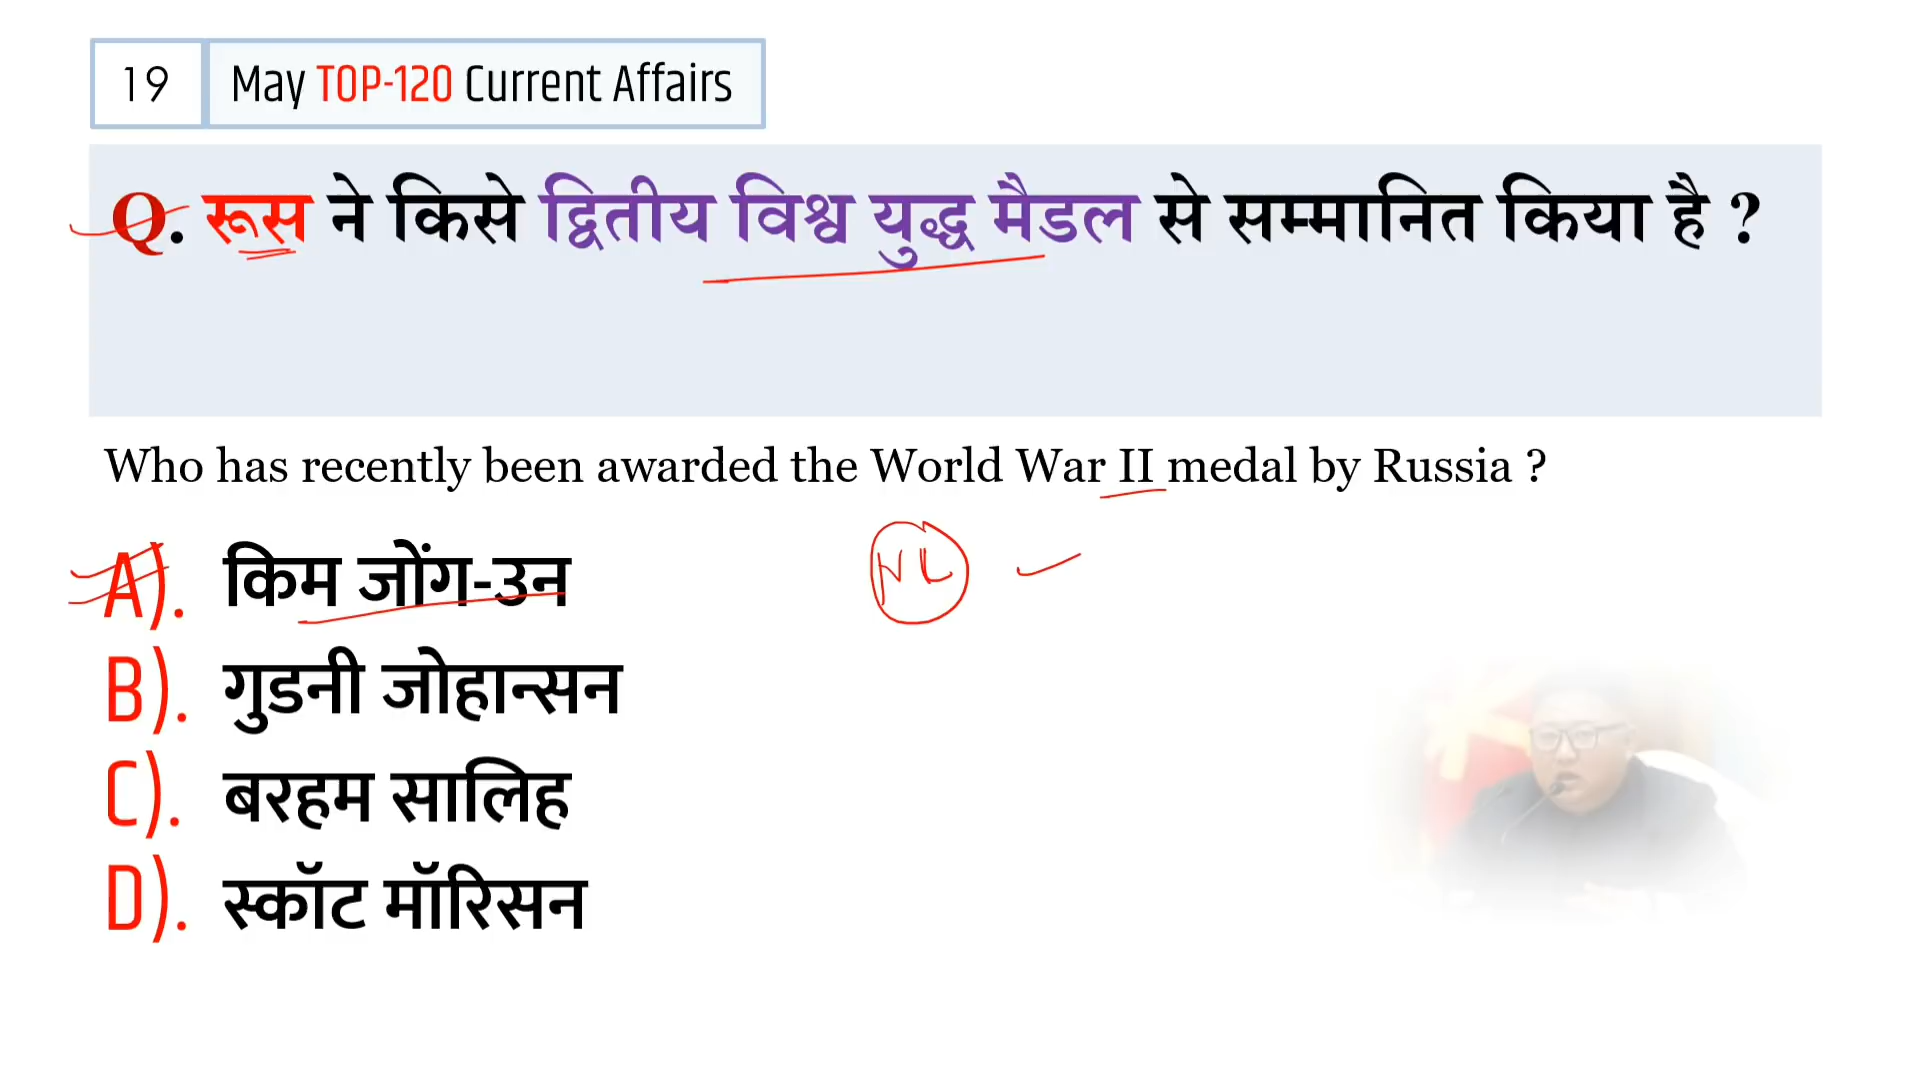 19 May TOP-120 Current Affairs
Q. रूस ने किसे द्वितीय विश्व युद्ध मैडल से सम्मानित किया है ?
Who has recently been awarded the World War II medal by Russia ?
A). किम जोंग-उन
B). गुडनी जोहान्सन
C). बरहम सालिह
D). स्कॉट मॉरिसन